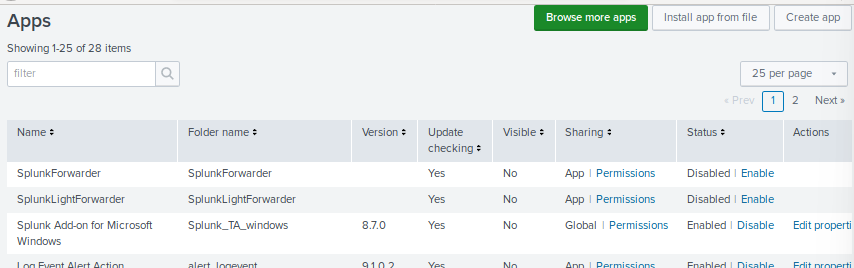 Apps
Browse more apps
Install app from file
Create app
Showing 1-25 of 28 items
filter
25 per page
« Prev 1 2 Next »
Name Folder name Version Update checking Visible Sharing Status Actions
SplunkForwarder SplunkForwarder Yes No App | Permissions Disabled | Enable
SplunkLightForwarder SplunkLightForwarder Yes No App | Permissions Disabled | Enable
Splunk Add-on for Microsoft Windows Splunk_TA_windows 8.7.0 Yes No Global | Permissions Enabled | Disable Edit properti
Log Event Alert Action alert_logevent 9.1.0.2 Yes No App | Permissions Enabled | Disable Edit properti